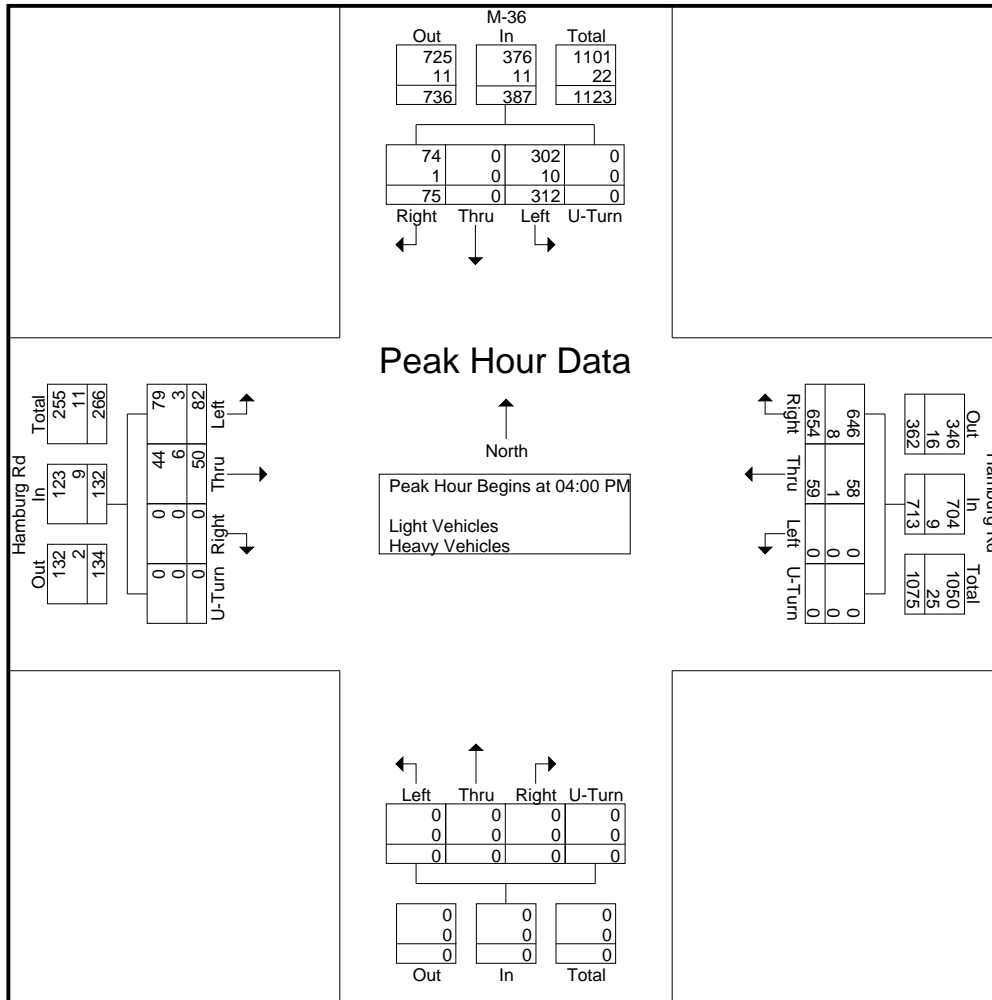 M-36
Out In Total
725 376 1101
11 11 22
736 387 1123
74 0 302 0
1 0 10 0
75 0 312 0
Right Thru Left U-Turn
Peak Hour Data
North
Peak Hour Begins at 04:00 PM
Light Vehicles
Heavy Vehicles
Hamburg Rd
Out In Total
132 123 255
2 9 11
134 132 266
79 44 0 0
3 6 0 0
82 50 0 0
Left Thru Right U-Turn
Right Thru Left U-Turn
646 58 0 0
8 1 0 0
654 59 0 0
Hamburg Rd
Out In Total
346 704 1050
16 9 25
362 713 1075
Left Thru Right U-Turn
0 0 0 0
0 0 0 0
0 0 0 0
0 0 0
0 0 0
0 0 0
Out In Total